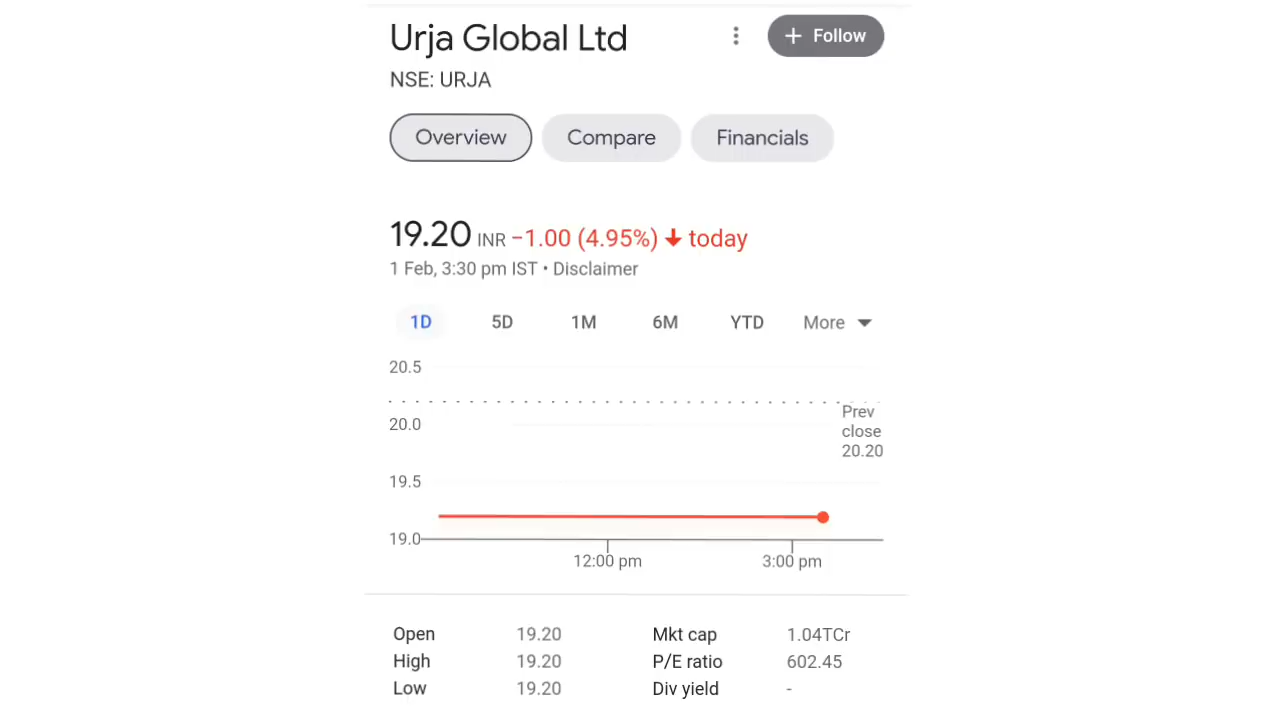 Urja Global Ltd
+ Follow
NSE: URJA
Overview Compare Financials
19.20 INR −1.00 (4.95%) ↓ today
1 Feb, 3:30 pm IST • Disclaimer
1D 5D 1M 6M YTD More
20.5
20.0
Prev
close
20.20
19.5
19.0
12:00 pm 3:00 pm
Open 19.20 Mkt cap 1.04TCr
High 19.20 P/E ratio 602.45
Low 19.20 Div yield -